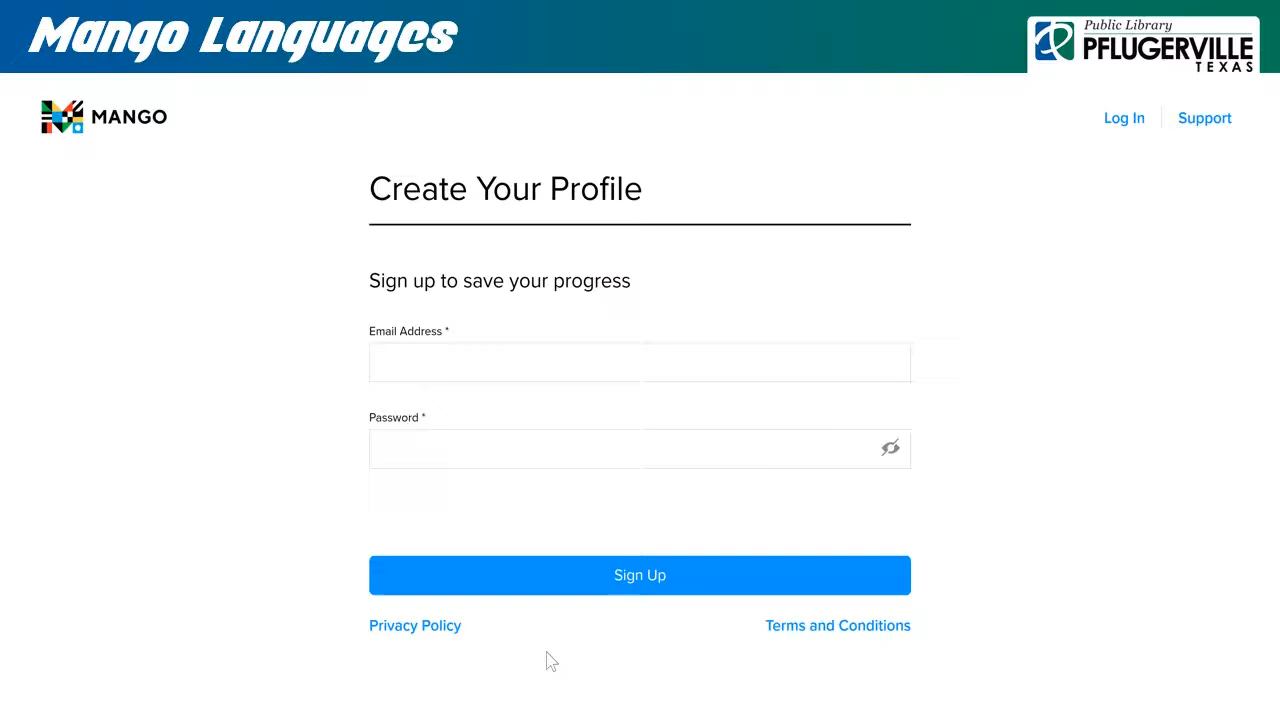 Mango Languages
Public Library
PFLUGERVILLE
TEXAS
MANGO
Log In
Support
Create Your Profile
Sign up to save your progress
Email Address *
Password *
Sign Up
Privacy Policy
Terms and Conditions